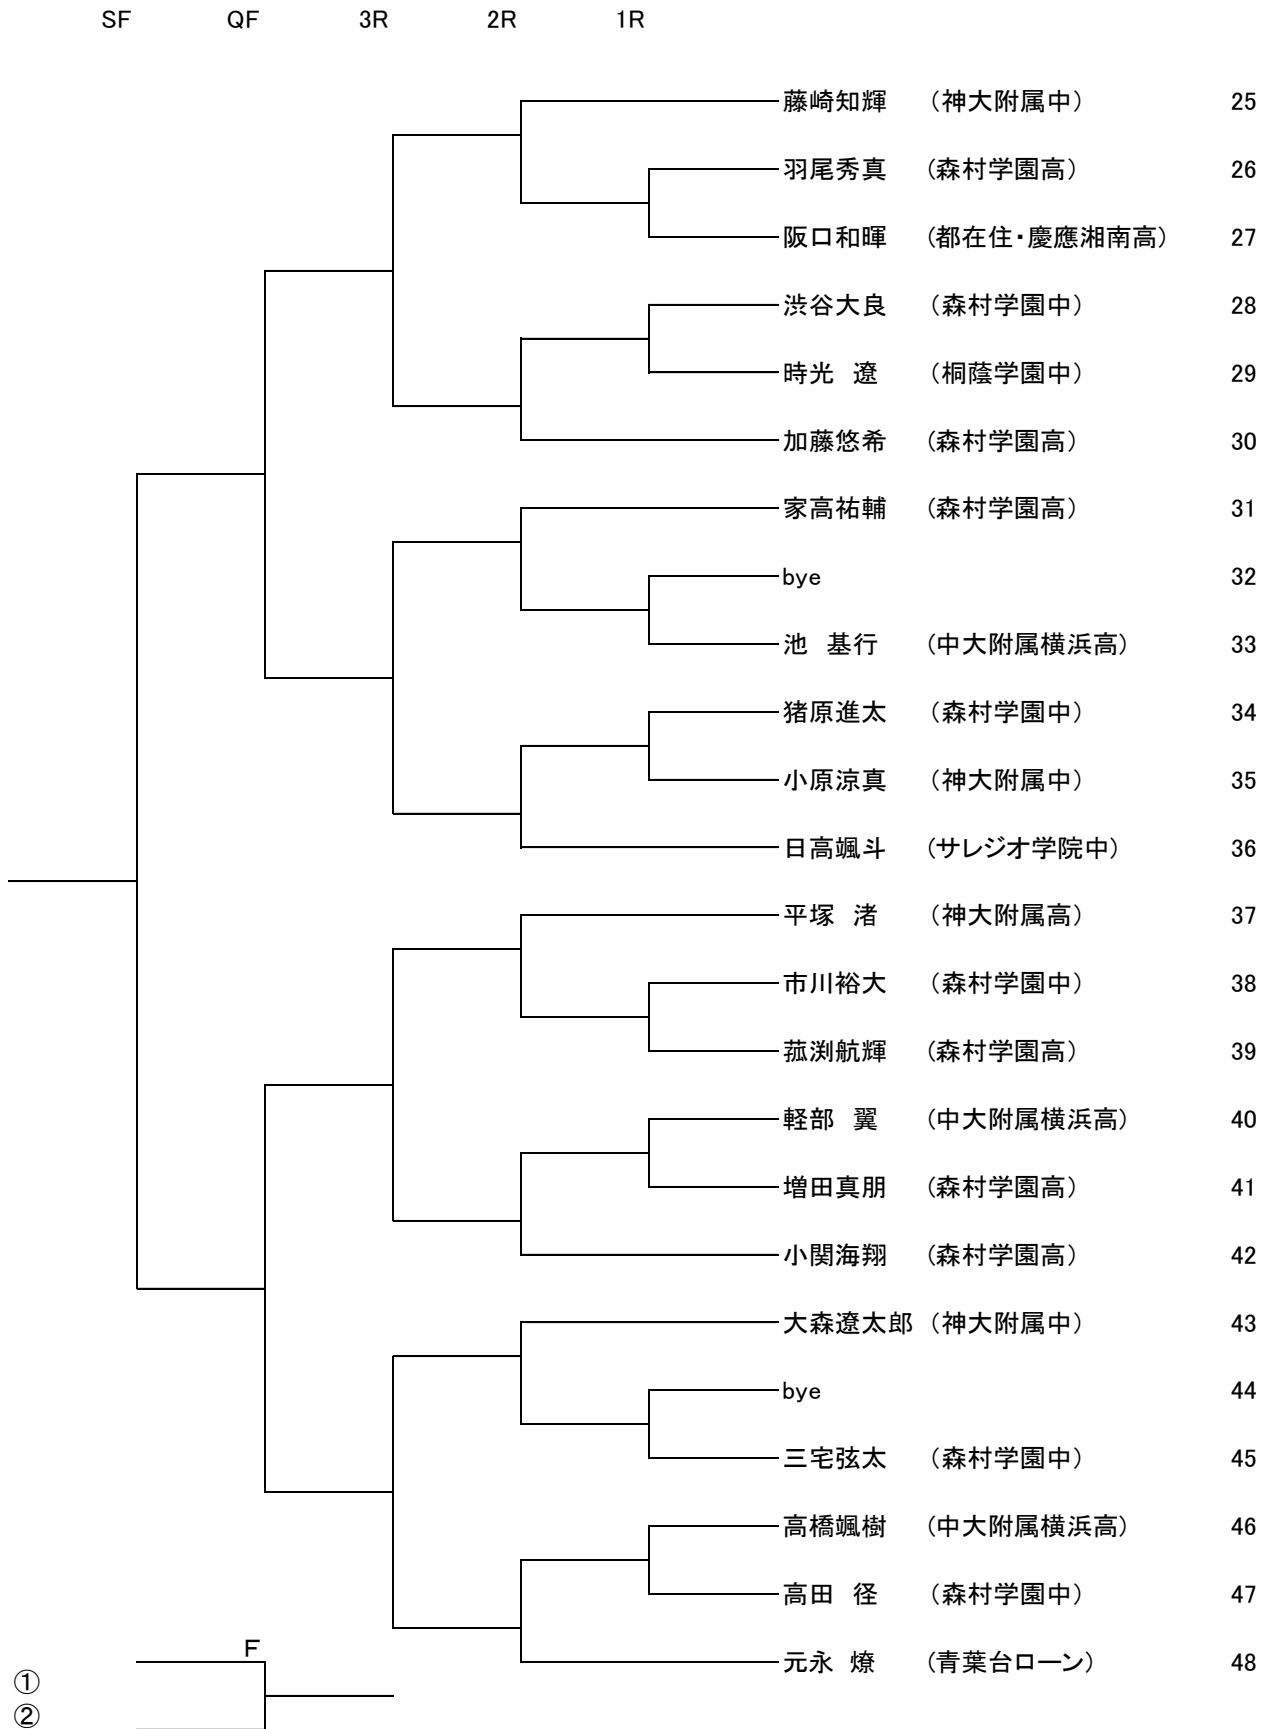 SF QF 3R 2R 1R
藤崎知輝 (神大附属中) 25
羽尾秀真 (森村学園高) 26
阪口和暉 (都在住・慶應湘南高) 27
渋谷大良 (森村学園中) 28
時光 遼 (桐蔭学園中) 29
加藤悠希 (森村学園高) 30
家高祐輔 (森村学園高) 31
bye 32
池 基行 (中大附属横浜高) 33
猪原進太 (森村学園中) 34
小原涼真 (神大附属中) 35
日高颯斗 (サレジオ学院中) 36
平塚 渚 (神大附属高) 37
市川裕大 (森村学園中) 38
菰渕航輝 (森村学園高) 39
軽部 翼 (中大附属横浜高) 40
増田真朋 (森村学園高) 41
小関海翔 (森村学園高) 42
大森遼太郎 (神大附属中) 43
bye 44
三宅弦太 (森村学園中) 45
高橋颯樹 (中大附属横浜高) 46
高田 径 (森村学園中) 47
F
元永 燎 (青葉台ローン) 48
①
②